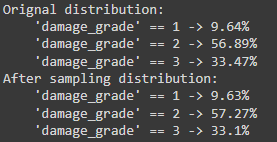 Orignal distribution:
    'damage_grade' == 1 -> 9.64%
    'damage_grade' == 2 -> 56.89%
    'damage_grade' == 3 -> 33.47%
After sampling distribution:
    'damage_grade' == 1 -> 9.63%
    'damage_grade' == 2 -> 57.27%
    'damage_grade' == 3 -> 33.1%